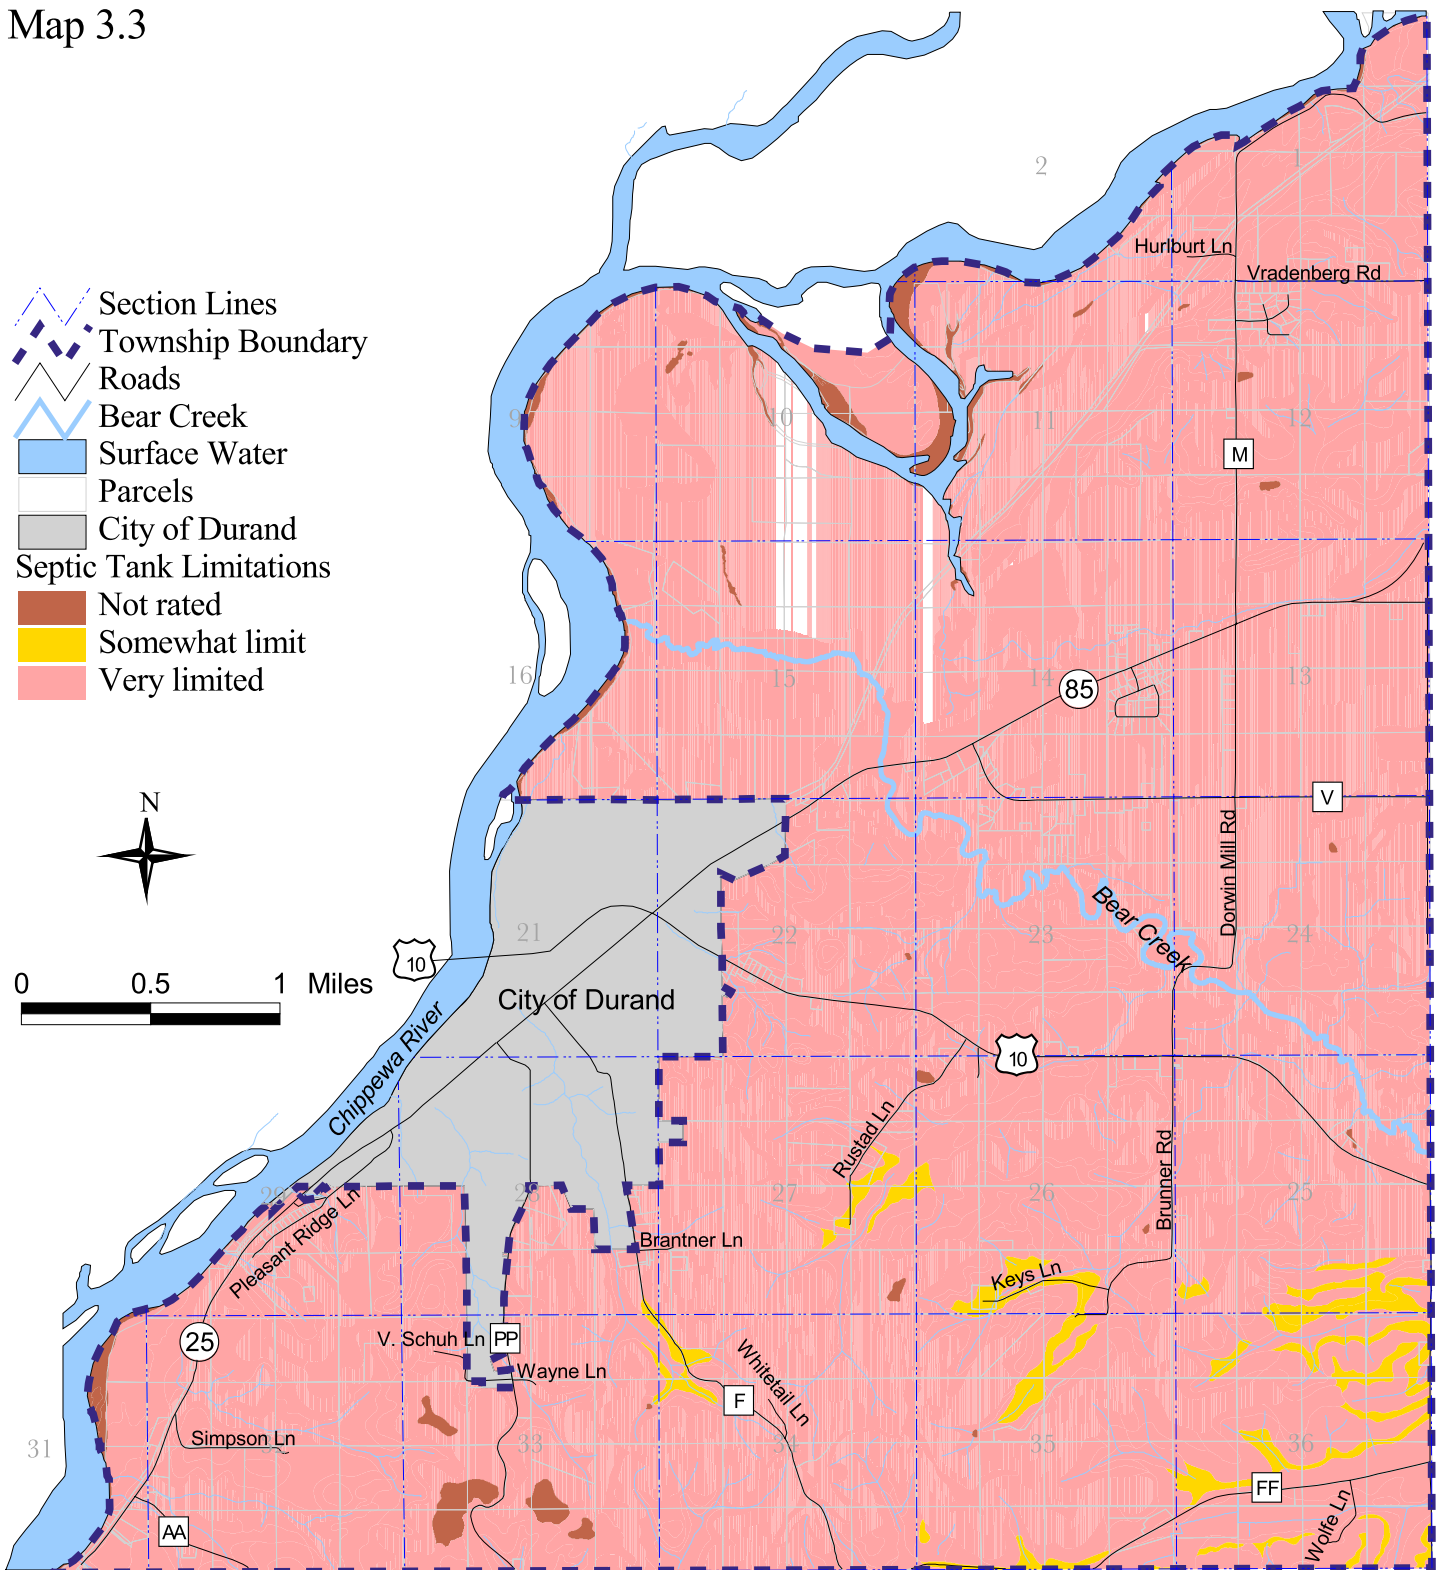 Map 3.3
Section Lines
Township Boundary
Roads
Bear Creek
Surface Water
Parcels
City of Durand
Septic Tank Limitations
Not rated
Somewhat limit
Very limited
N
0 0.5 1 Miles
2
1
Hurlburt Ln
Vradenberg Rd
9
10
11
12
M
16
15
14
13
85
V
Dorwin Mill Rd
21
22
23
24
Bear Creek
10
City of Durand
Chippewa River
10
Rustad Ln
Brunner Rd
29
28
27
26
25
Pleasant Ridge Ln
Brantner Ln
Keys Ln
25
V. Schuh Ln
PP
Wayne Ln
Whitetail Ln
F
Simpson Ln
31
33
34
35
36
FF
AA
Wolfe Ln